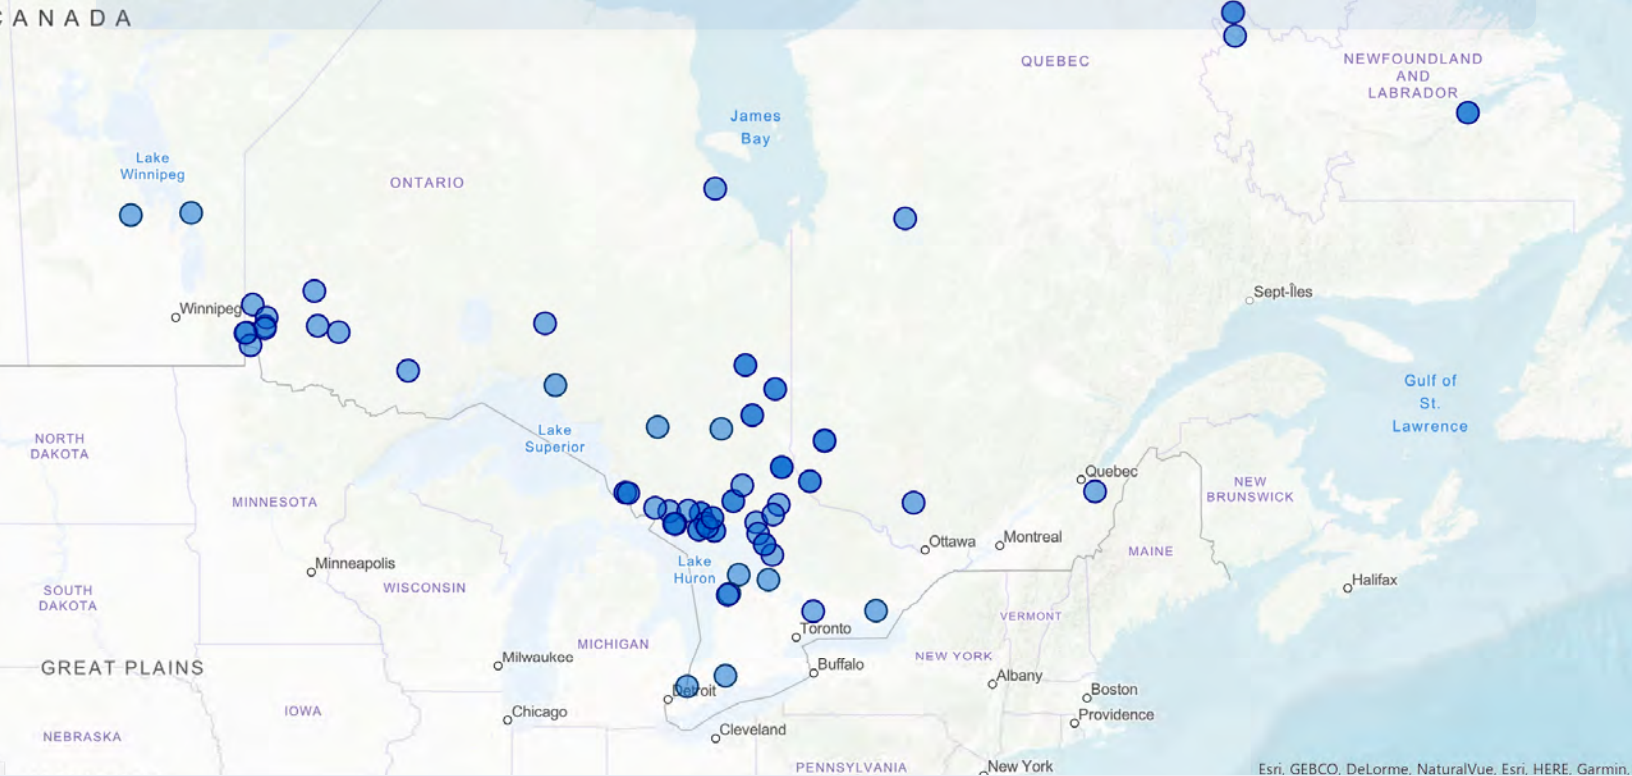 CANADA
QUEBEC
NEWFOUNDLAND
AND
LABRADOR
James
Bay
Lake
Winnipeg
ONTARIO
Winnipeg
Sept-Îles
Gulf of
St.
Lawrence
Lake
Superior
NORTH
DAKOTA
MINNESOTA
Quebec
NEW
BRUNSWICK
Ottawa
Montreal
MAINE
Minneapolis
Lake
Huron
WISCONSIN
Halifax
SOUTH
DAKOTA
VERMONT
Toronto
MICHIGAN
NEW YORK
GREAT PLAINS
Milwaukee
Buffalo
Albany
Detroit
Boston
IOWA
Chicago
Providence
Cleveland
NEBRASKA
PENNSYLVANIA
New York
Esri, GEBCO, DeLorme, NaturalVue, Esri, HERE, Garmin,